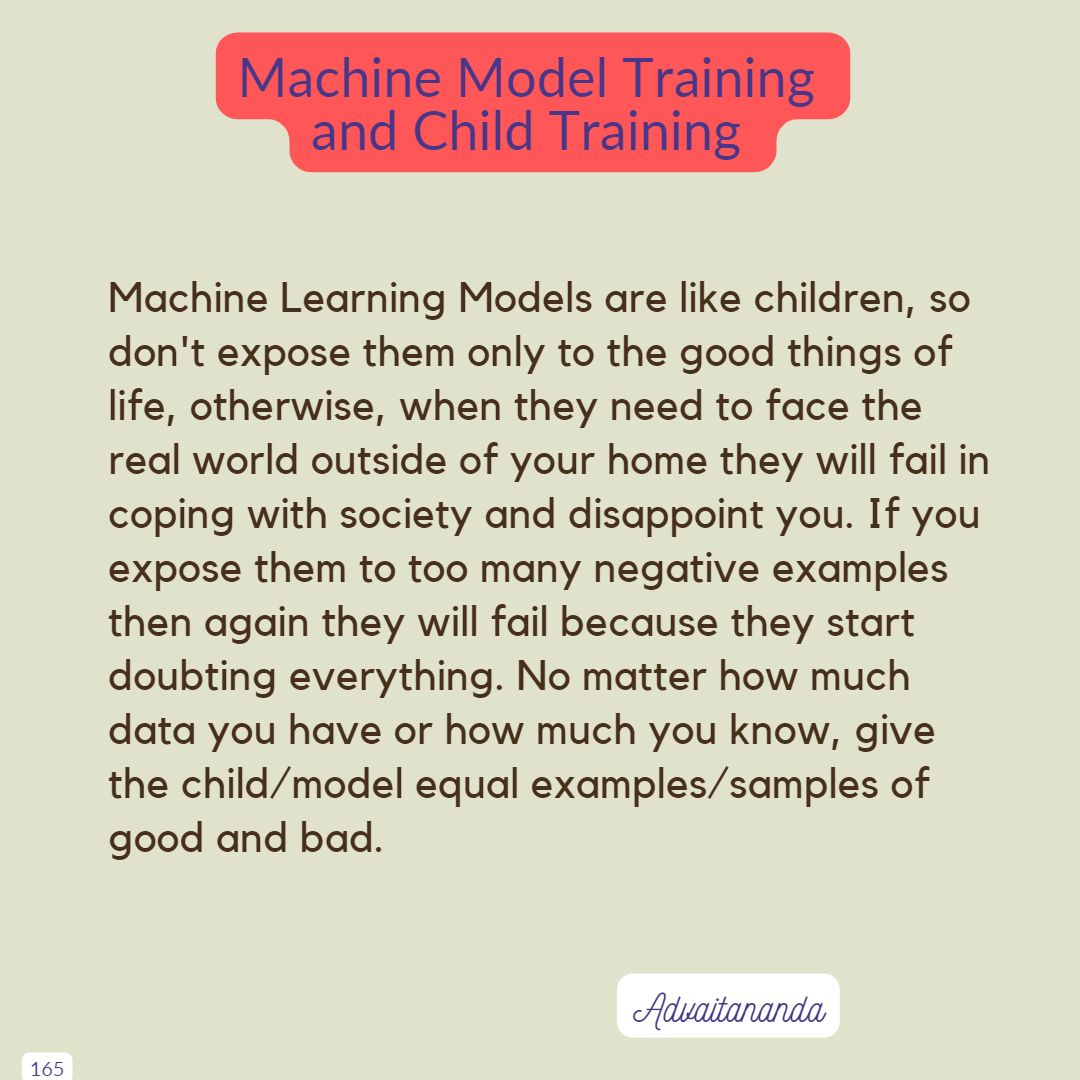 Machine Model Training
and Child Training
Machine Learning Models are like children, so
don't expose them only to the good things of
life, otherwise, when they need to face the
real world outside of your home they will fail in
coping with society and disappoint you. If you
expose them to too many negative examples
then again they will fail because they start
doubting everything. No matter how much
data you have or how much you know, give
the child/model equal examples/samples of
good and bad.
Advaitananda
165